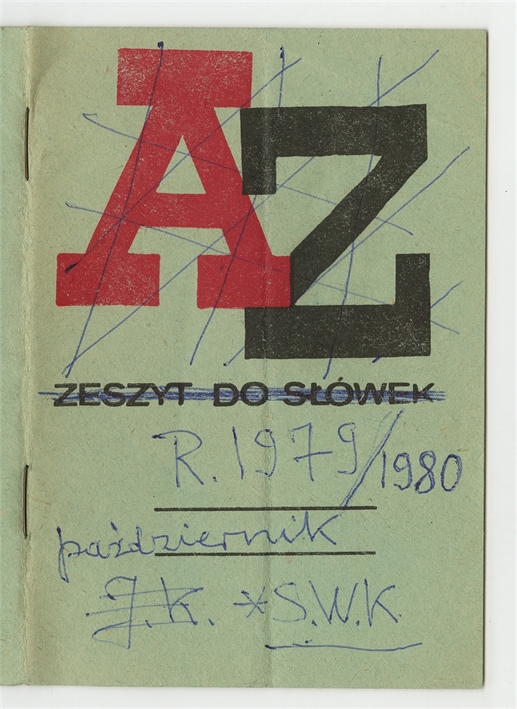 AZ
ZESZYT DO SŁÓWEK
R. 1979/1980
październik
J.K. *S.W.K.